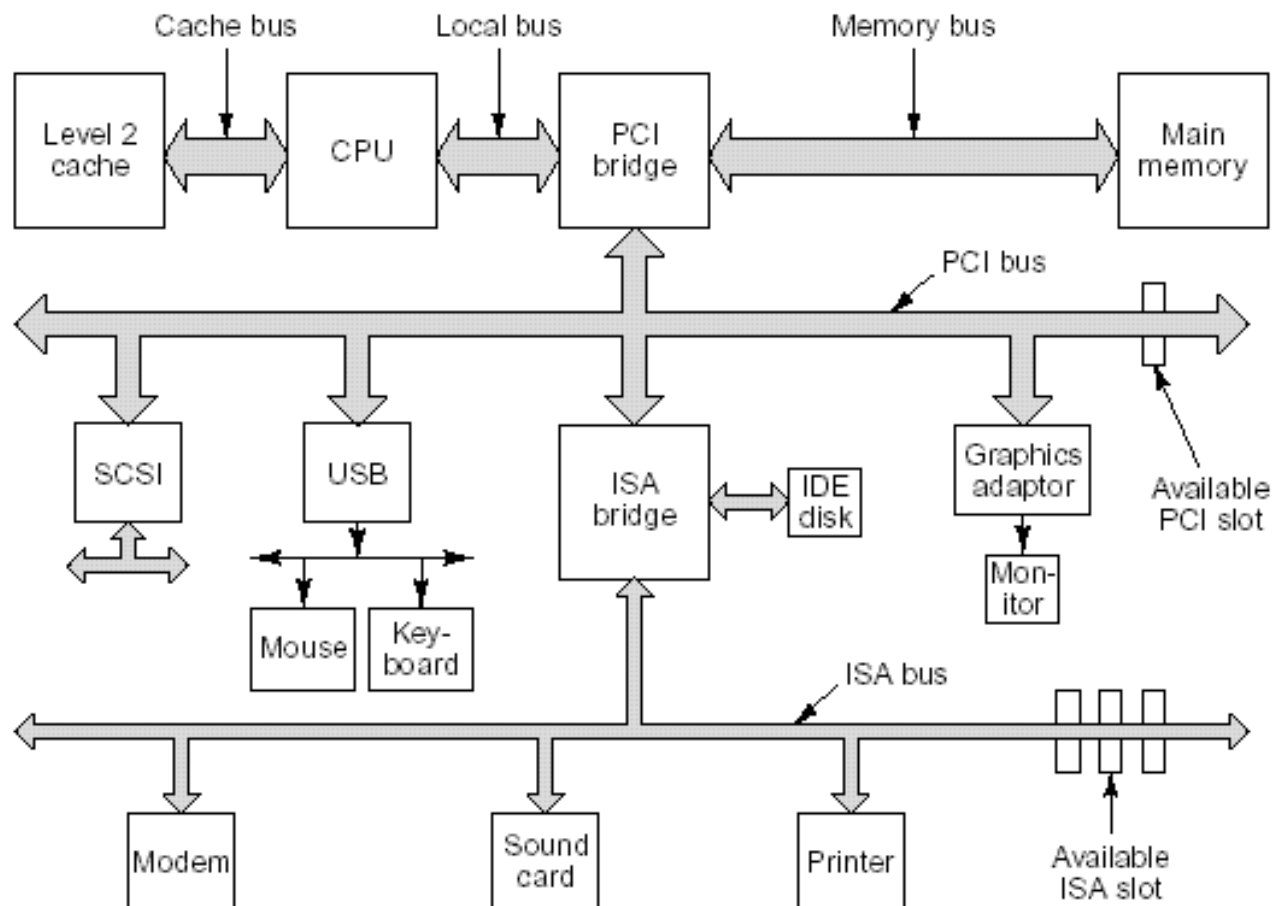 Cache bus
Local bus
Memory bus
Level 2
cache
CPU
PCI
bridge
Main
memory
PCI bus
SCSI
USB
ISA
bridge
IDE
disk
Graphics
adaptor
Available
PCI slot
Mon-
itor
Mouse
Key-
board
ISA bus
Modem
Sound
card
Printer
Available
ISA slot